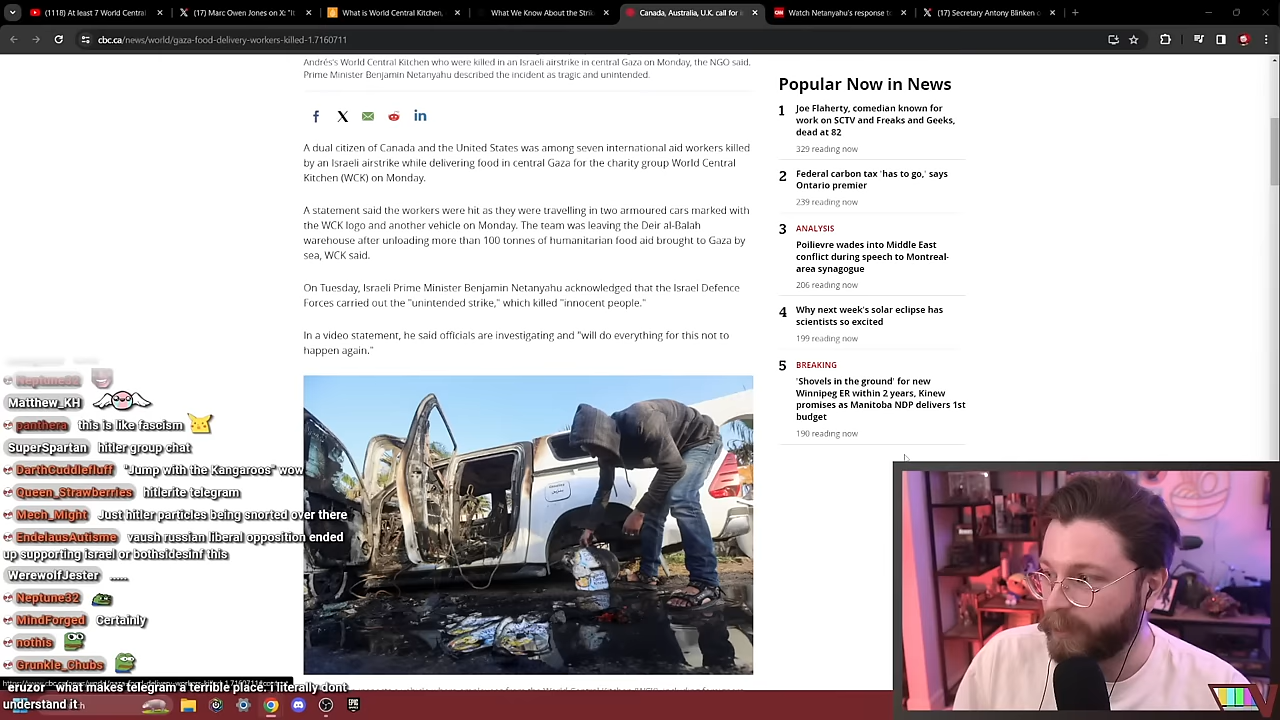 (1118) At least 7 World Central
(17) Marc Owen Jones on X: "It
What is World Central Kitchen,
What We Know About the Strik
Canada, Australia, U.K. call for i
Watch Netanyahu's response to
(17) Secretary Antony Blinken o
cbc.ca/news/world/gaza-food-delivery-workers-killed-1.7160711
Andrés's World Central Kitchen who were killed in an Israeli airstrike in central Gaza on Monday, the NGO said.
Prime Minister Benjamin Netanyahu described the incident as tragic and unintended.
A dual citizen of Canada and the United States was among seven international aid workers killed
by an Israeli airstrike while delivering food in central Gaza for the charity group World Central
Kitchen (WCK) on Monday.
A statement said the workers were hit as they were travelling in two armoured cars marked with
the WCK logo and another vehicle on Monday. The team was leaving the Deir al-Balah
warehouse after unloading more than 100 tonnes of humanitarian food aid brought to Gaza by
sea, WCK said.
On Tuesday, Israeli Prime Minister Benjamin Netanyahu acknowledged that the Israel Defence
Forces carried out the "unintended strike," which killed "innocent people."
In a video statement, he said officials are investigating and "will do everything for this not to
happen again."
Popular Now in News
1
Joe Flaherty, comedian known for
work on SCTV and Freaks and Geeks,
dead at 82
329 reading now
2
Federal carbon tax 'has to go,' says
Ontario premier
239 reading now
3
ANALYSIS
Poilievre wades into Middle East
conflict during speech to Montreal-
area synagogue
206 reading now
4
Why next week's solar eclipse has
scientists so excited
199 reading now
5
BREAKING
'Shovels in the ground' for new
Winnipeg ER within 2 years, Kinew
promises as Manitoba NDP delivers 1st
budget
190 reading now
Neptune32
Matthew_KH
panthera this is like fascism
SuperSpartan hitler group chat
DarthCuddlefluff "Jump with the Kangaroos" wow
Queen_Strawberries hitlerite telegram
Mech_Might Just hitler particles being snorted over there
EndelausAutisme vaush russian liberal opposition ended
up supporting israel or bothsidesinf this
WerewolfJester .....
Neptune32
MindForged Certainly
nothis
Grunkle_Chubs
eruzor what makes telegram a terrible place. I literally dont
understand it